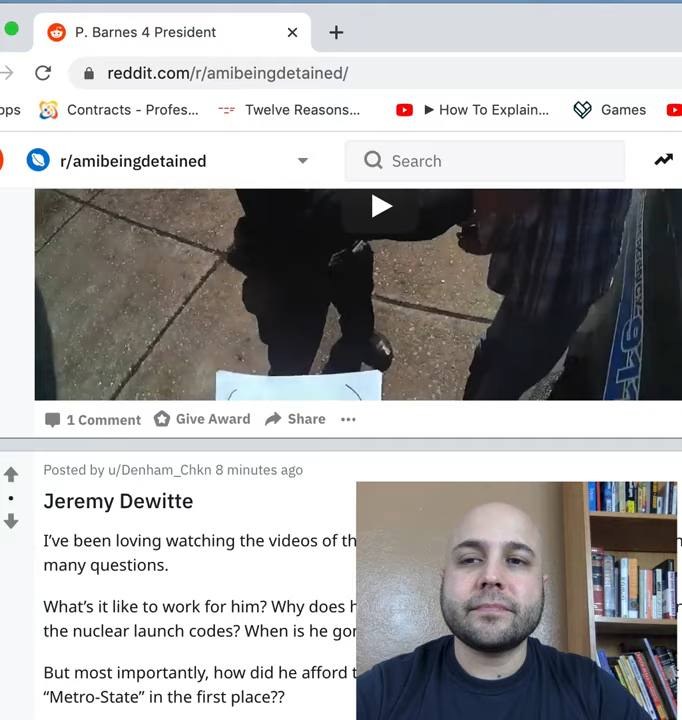 P. Barnes 4 President
reddit.com/r/amibeingdetained/
ops Contracts - Profes... Twelve Reasons... ▶ How To Explain... Games
r/amibeingdetained Search
911
1 Comment Give Award Share ...
Posted by u/Denham_Chkn 8 minutes ago
Jeremy Dewitte
I've been loving watching the videos of th
many questions.
What's it like to work for him? Why does h
the nuclear launch codes? When is he gor
But most importantly, how did he afford t
"Metro-State" in the first place??